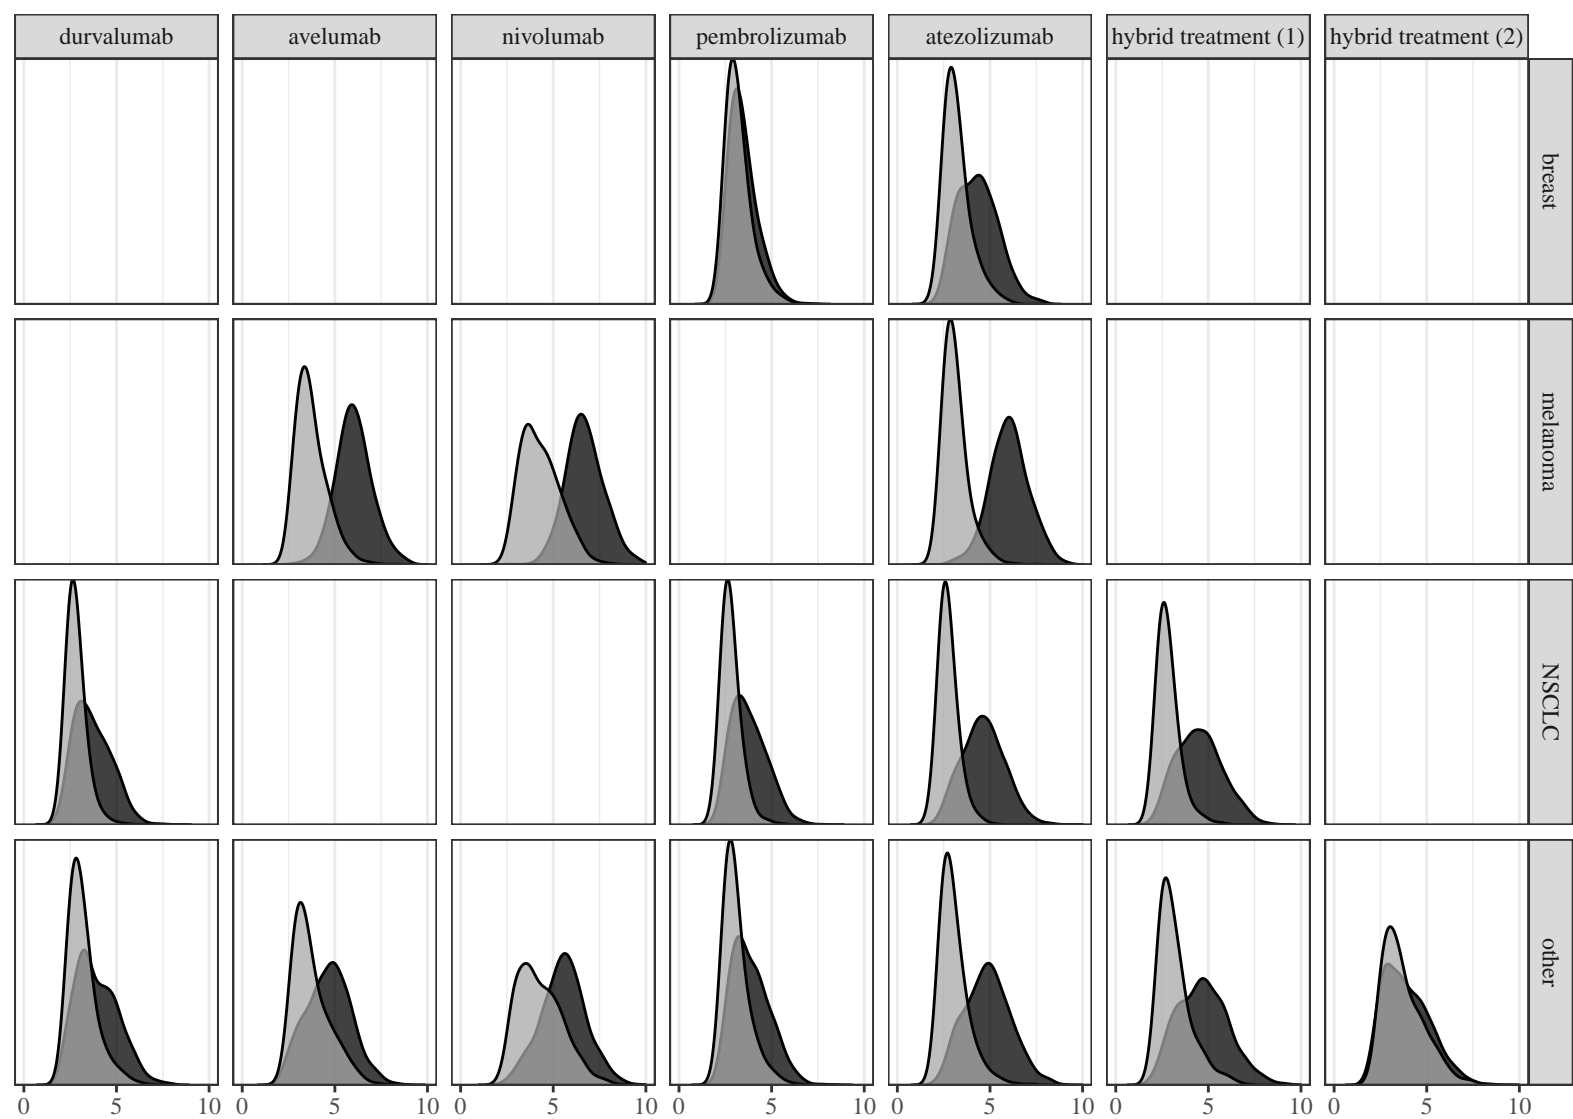 durvalumab avelumab nivolumab pembrolizumab atezolizumab hybrid treatment (1) hybrid treatment (2)
breast
melanoma
NSCLC
other
0 5 10 0 5 10 0 5 10 0 5 10 0 5 10 0 5 10 0 5 10